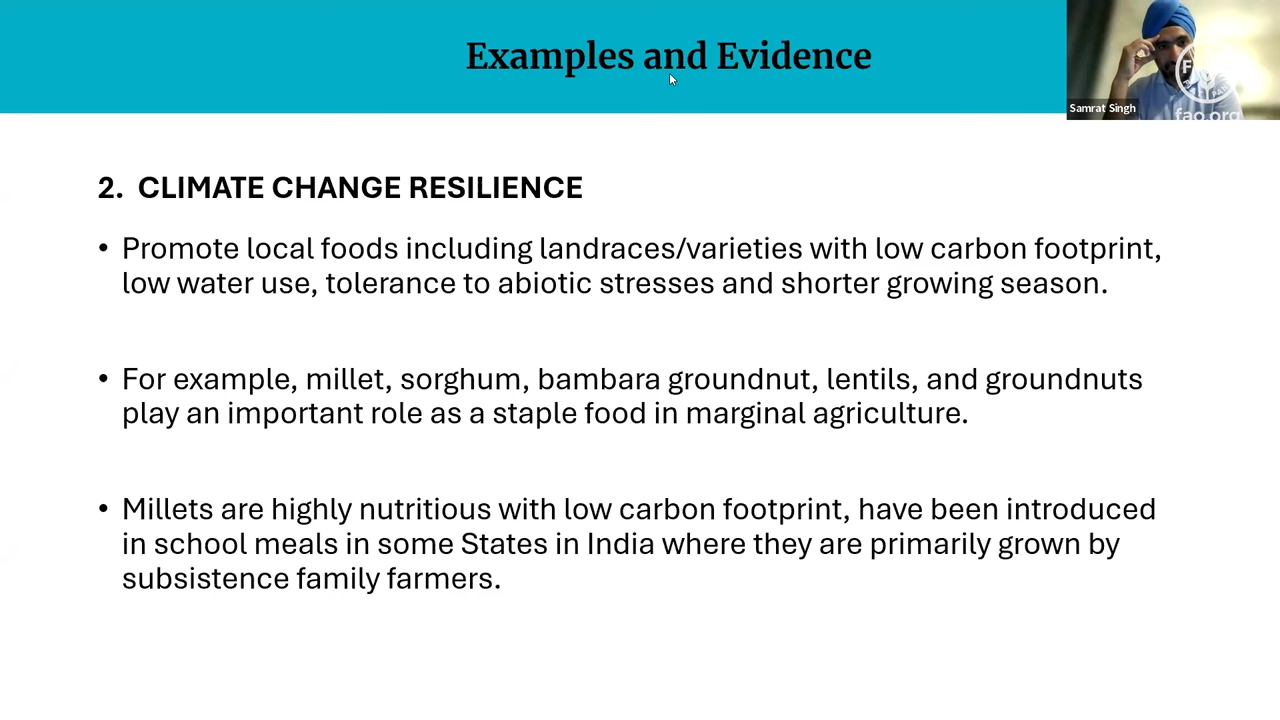 Examples and Evidence
Samrat Singh
fao.org
2. CLIMATE CHANGE RESILIENCE
• Promote local foods including landraces/varieties with low carbon footprint,
low water use, tolerance to abiotic stresses and shorter growing season.
• For example, millet, sorghum, bambara groundnut, lentils, and groundnuts
play an important role as a staple food in marginal agriculture.
• Millets are highly nutritious with low carbon footprint, have been introduced
in school meals in some States in India where they are primarily grown by
subsistence family farmers.